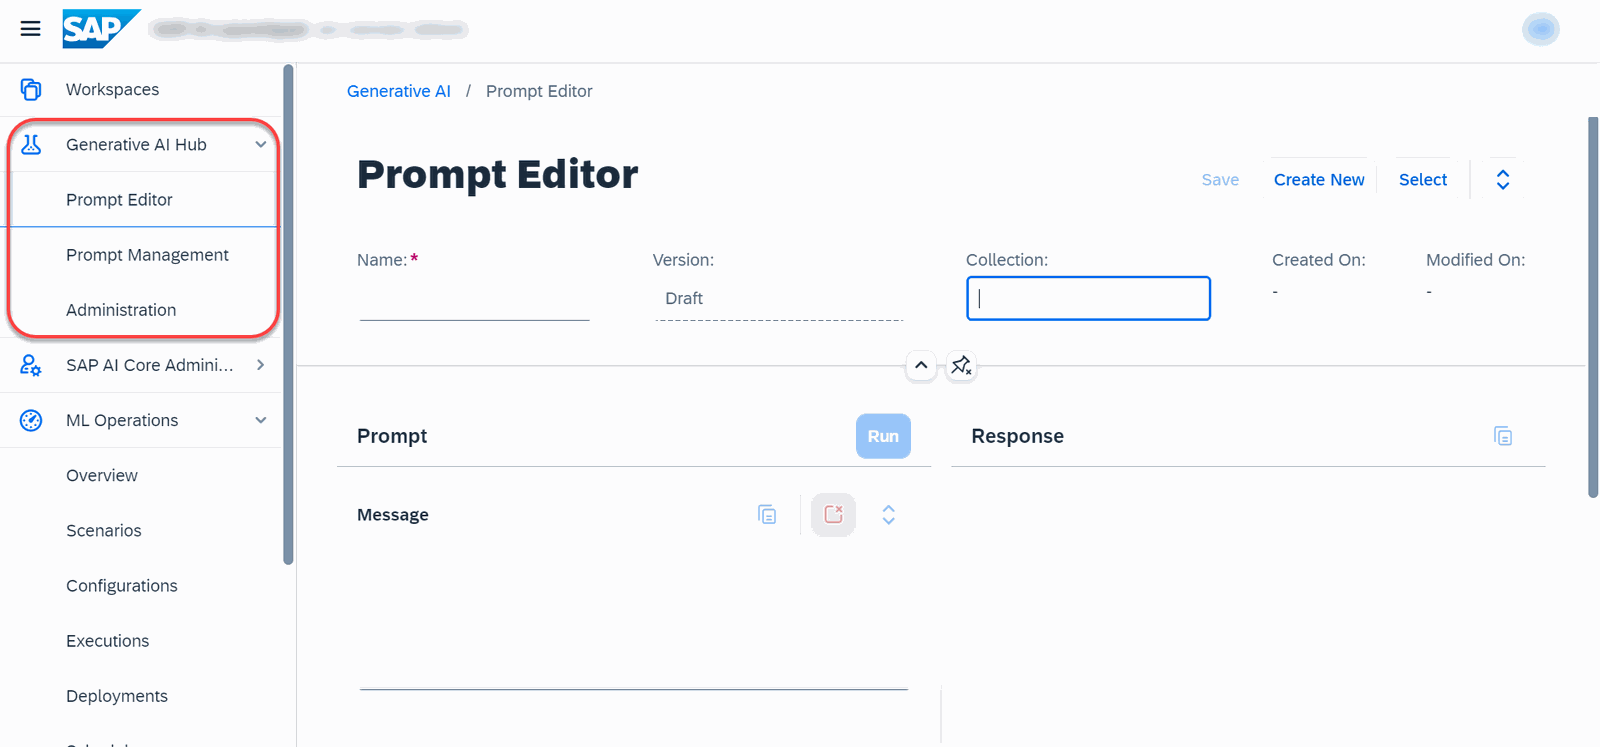 SAP
Workspaces
Generative AI Hub
Prompt Editor
Prompt Management
Administration
SAP AI Core Admini...
ML Operations
Overview
Scenarios
Configurations
Executions
Deployments
Generative AI / Prompt Editor
Prompt Editor
Save
Create New
Select
Name:*
Version:
Draft
Collection:
Created On:
-
Modified On:
-
Prompt
Run
Message
Response